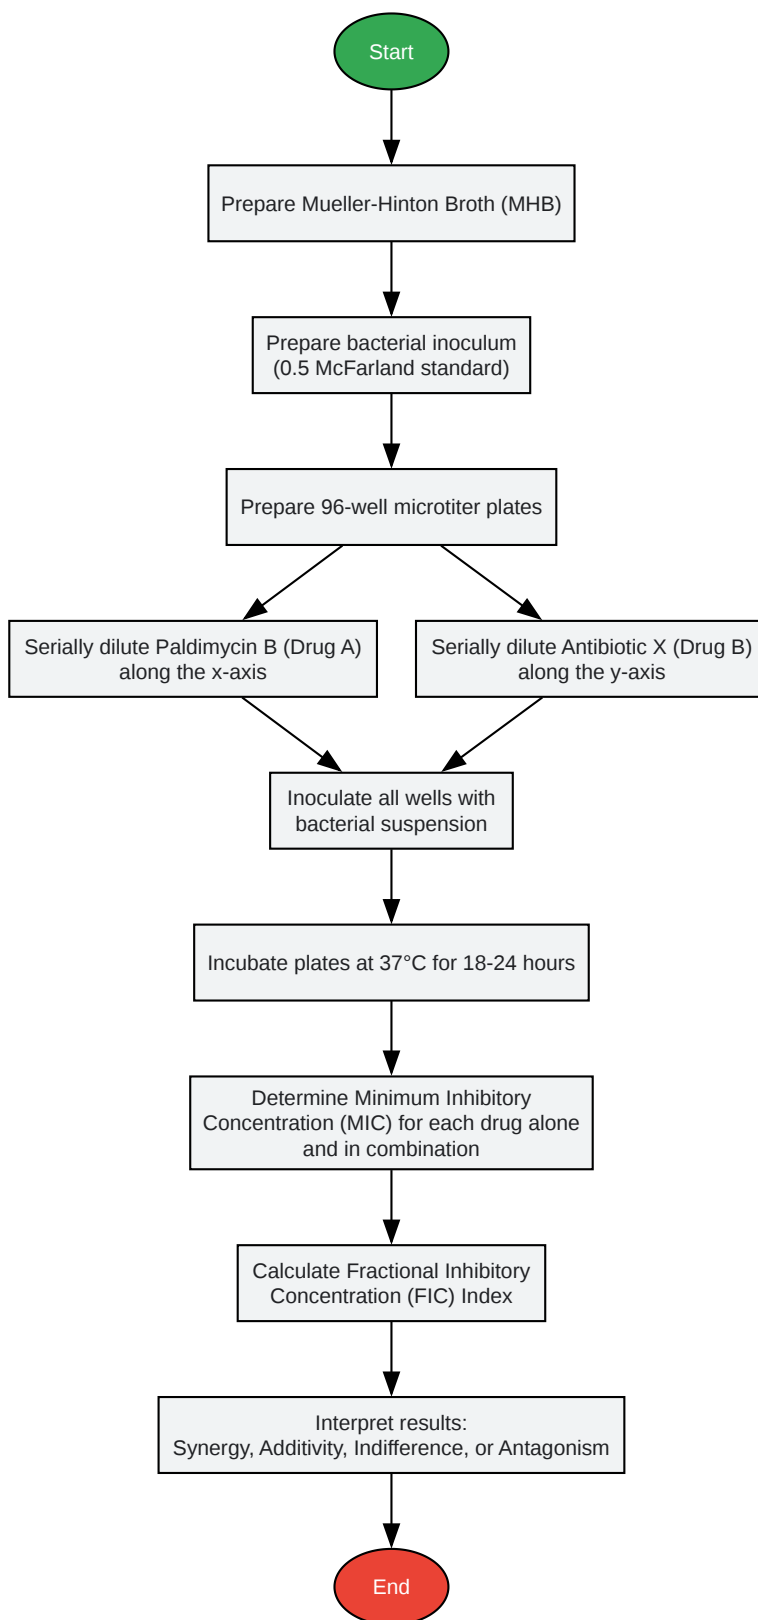 Start
Prepare Mueller-Hinton Broth (MHB)
Prepare bacterial inoculum
(0.5 McFarland standard)
Prepare 96-well microtiter plates
Serially dilute Paldimycin B (Drug A)
along the x-axis
Serially dilute Antibiotic X (Drug B)
along the y-axis
Inoculate all wells with
bacterial suspension
Incubate plates at 37°C for 18-24 hours
Determine Minimum Inhibitory
Concentration (MIC) for each drug alone
and in combination
Calculate Fractional Inhibitory
Concentration (FIC) Index
Interpret results:
Synergy, Additivity, Indifference, or Antagonism
End